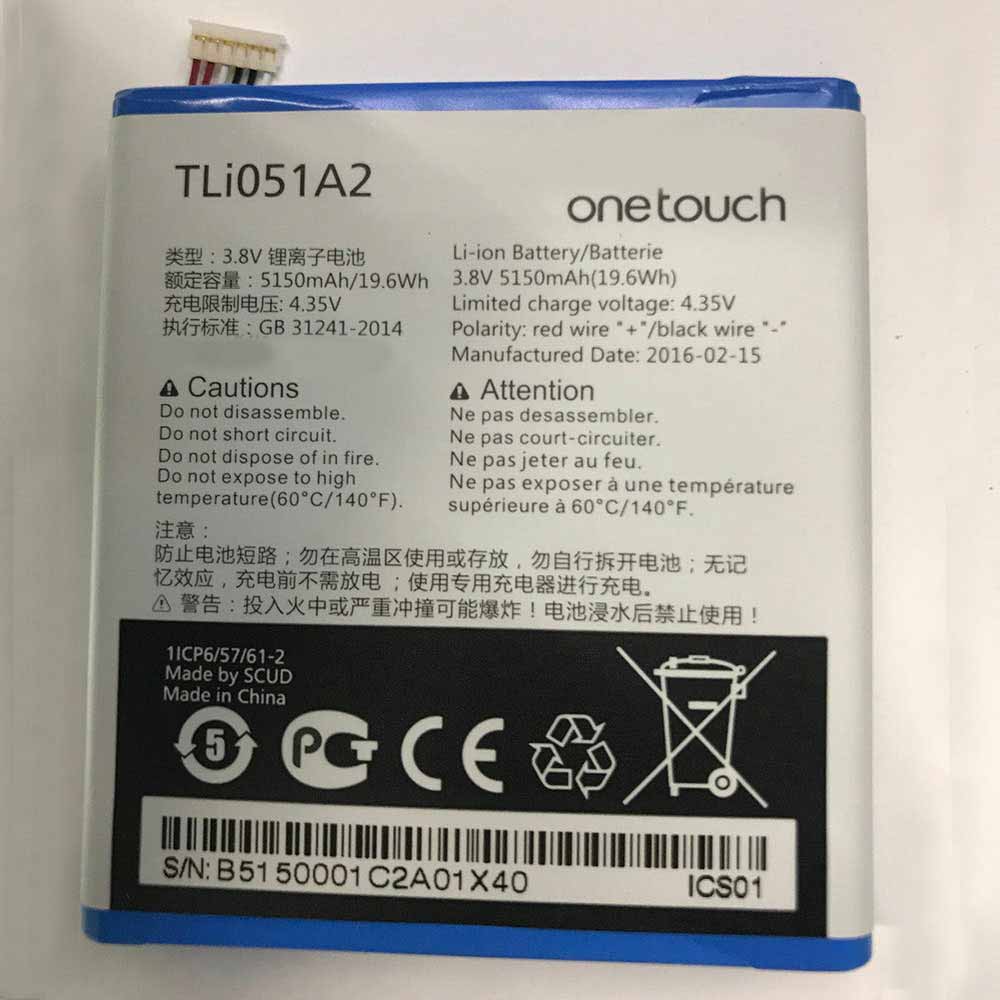 TLi051A2
onetouch
类型: 3.8V 锂离子电池
额定容量: 5150mAh/19.6Wh
充电限制电压: 4.35V
执行标准: GB 31241-2014
Li-ion Battery/Batterie
3.8V 5150mAh(19.6Wh)
Limited charge voltage: 4.35V
Polarity: red wire "+"/black wire "-"
Manufactured Date: 2016-02-15
Cautions
Do not disassemble.
Do not short circuit.
Do not dispose of in fire.
Do not expose to high
temperature(60°C/140°F).
Attention
Ne pas desassembler.
Ne pas court-circuiter.
Ne pas jeter au feu.
Ne pas exposer à une température
supérieure à 60°C/140°F.
注意:
防止电池短路；勿在高温区使用或存放，勿自行拆开电池；无记
忆效应，充电前不需放电；使用专用充电器进行充电。
警告: 投入火中或严重冲撞可能爆炸！电池浸水后禁止使用！
1ICP6/57/61-2
Made by SCUD
Made in China
5
PCT
CE
S/N: B5150001C2A01X40
ICS01